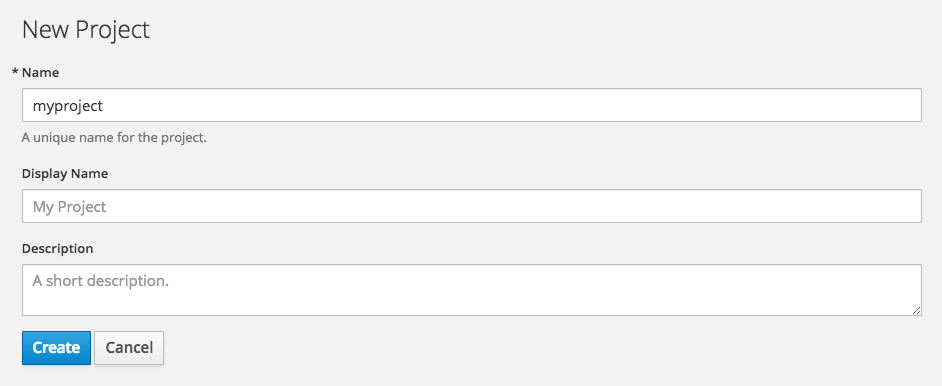 New Project
* Name
myproject
A unique name for the project.
Display Name
My Project
Description
A short description.
Create Cancel